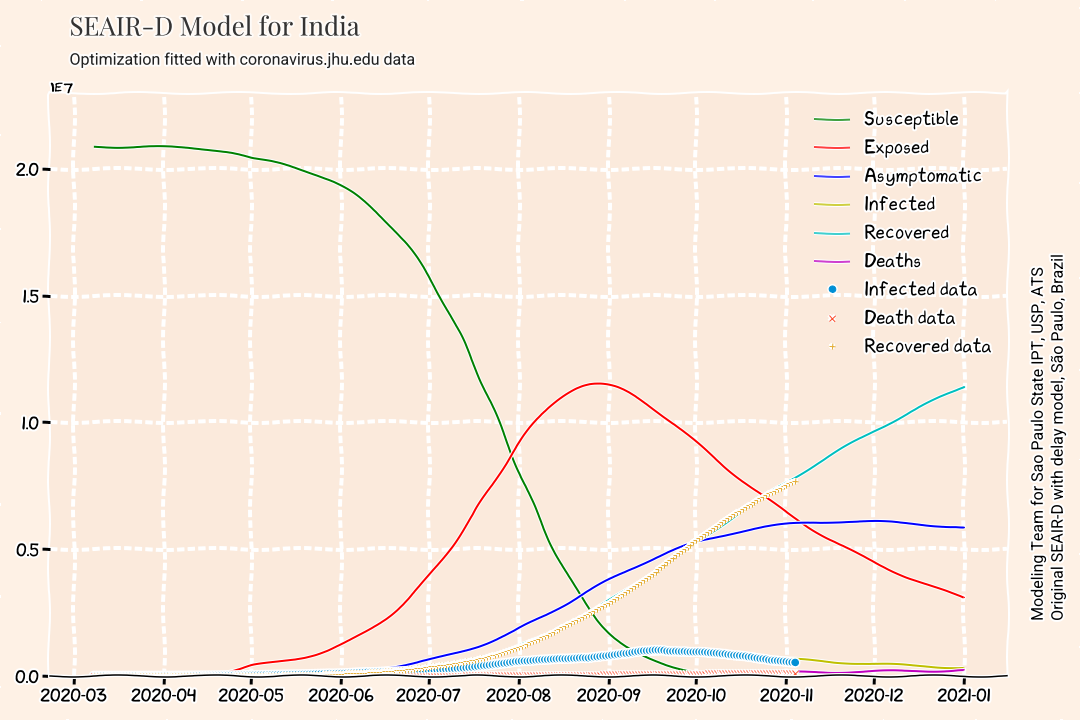 SEAIR-D Model for India
Optimization fitted with coronavirus.jhu.edu data
1E7
Susceptible
Exposed
Asymptomatic
Infected
Recovered
Deaths
Infected data
Death data
Recovered data
2.0
1.5
1.0
0.5
0.0
2020-03 2020-04 2020-05 2020-06 2020-07 2020-08 2020-09 2020-10 2020-11 2020-12 2021-01
Modeling Team for Sao Paulo State IPT, USP, ATS
Original SEAIR-D with delay model, São Paulo, Brazil